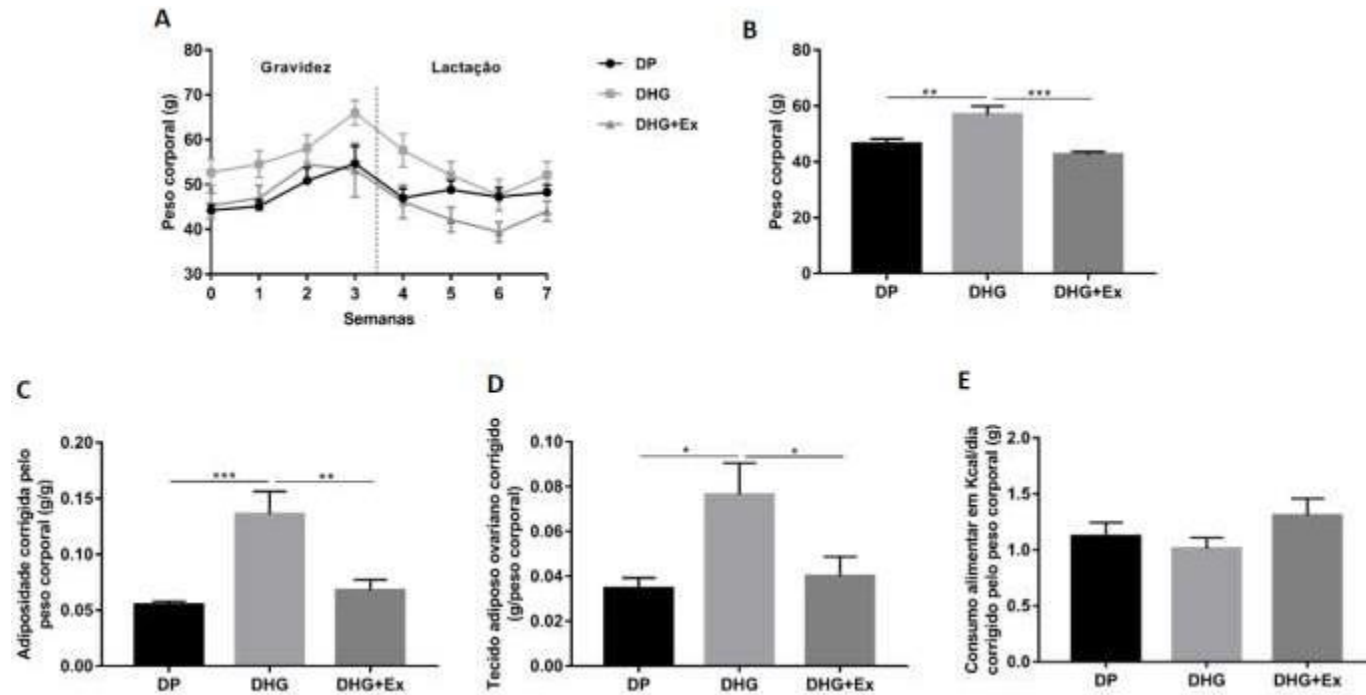 A
Peso corporal (g)
80
70
60
50
40
30
Gravidez
Lactação
0 1 2 3 4 5 6 7
Semanas
DP
DHG
DHG+Ex
B
Peso corporal (g)
80
60
40
20
0
**
***
DP DHG DHG+Ex
C
Adiposidade corrigida pelo
peso corporal (g/g)
0.20
0.15
0.10
0.05
0.00
***
**
DP DHG DHG+Ex
D
Tecido adiposo ovariano corrigido
(g/peso corporal)
0.10
0.08
0.06
0.04
0.02
0.00
*
*
DP DHG DHG+Ex
E
Consumo alimentar em Kcal/dia
corrigido pelo peso corporal (g)
2.0
1.5
1.0
0.5
0.0
DP DHG DHG+Ex